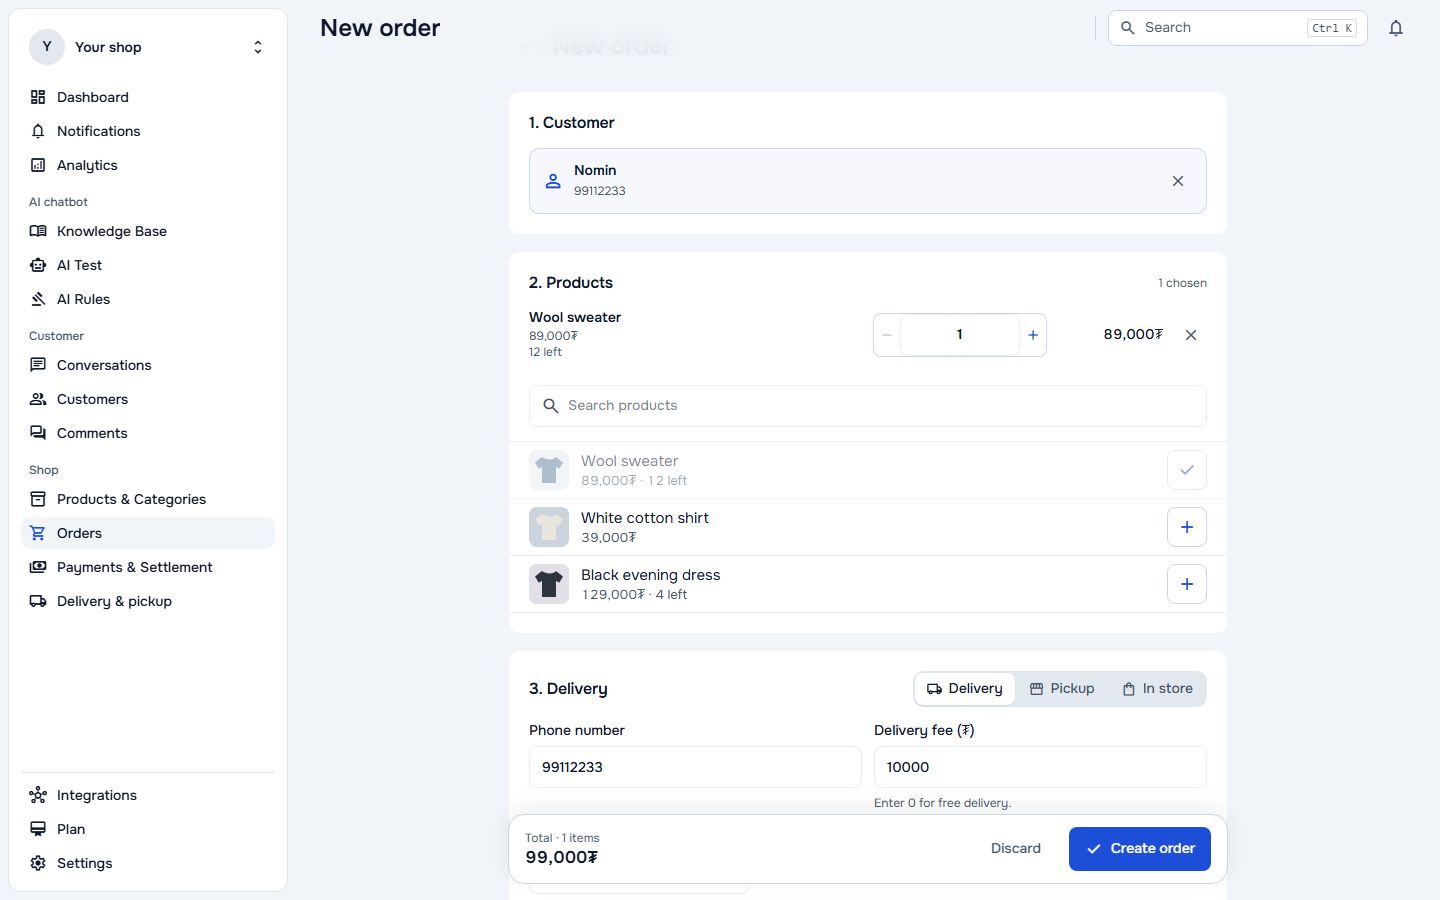 Y
Your shop
Dashboard
Notifications
Analytics
AI chatbot
Knowledge Base
AI Test
AI Rules
Customer
Conversations
Customers
Comments
Shop
Products & Categories
Orders
Payments & Settlement
Delivery & pickup
Integrations
Plan
Settings
New order
Search
Ctrl K
New order
1. Customer
Nomin
99112233
2. Products
1 chosen
Wool sweater
89,000₮
12 left
1
89,000₮
Search products
Wool sweater
89,000₮ · 12 left
White cotton shirt
39,000₮
Black evening dress
129,000₮ · 4 left
3. Delivery
Delivery
Pickup
In store
Phone number
99112233
Delivery fee (₮)
10000
Enter 0 for free delivery.
Total · 1 items
99,000₮
Discard
Create order